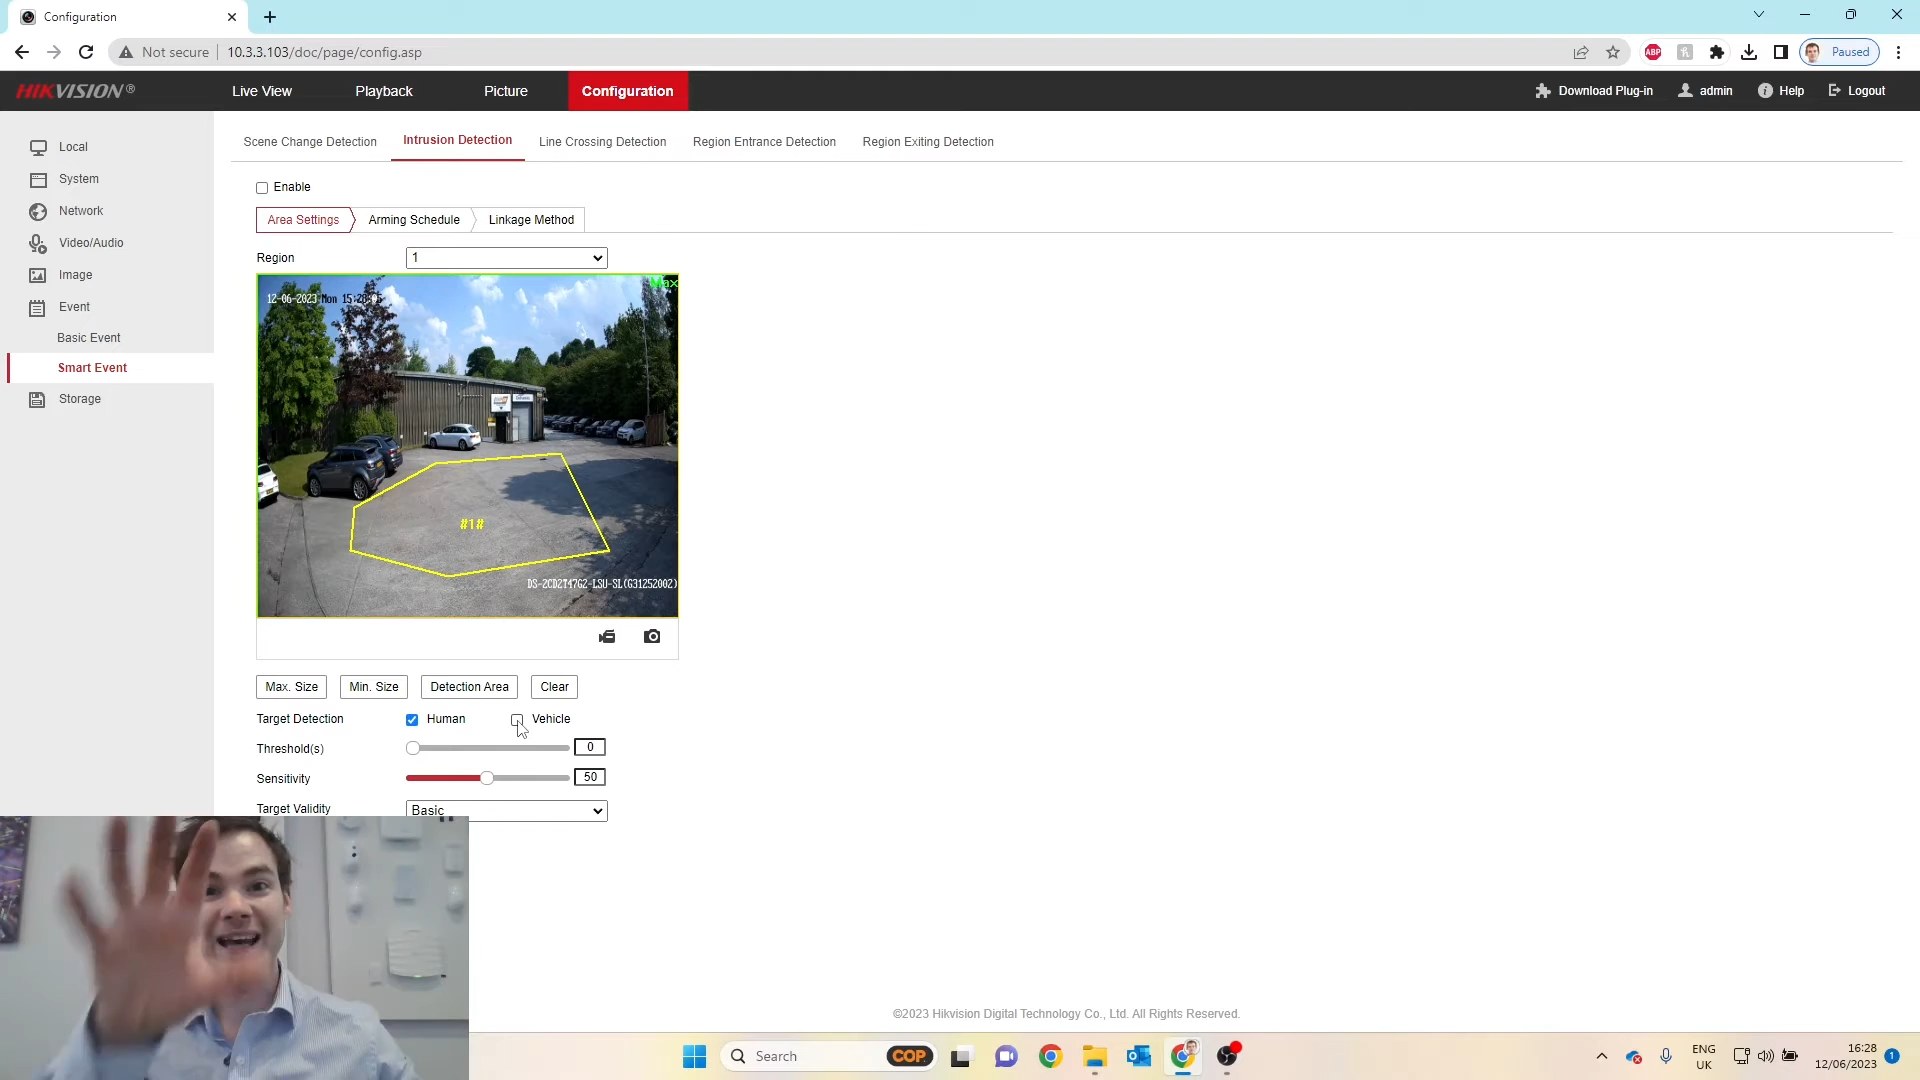 Configuration
Not secure 10.3.3.103/doc/page/config.asp
ABP
Paused
HIKVISION®
Live View
Playback
Picture
Configuration
Download Plug-in
admin
Help
Logout
Local
System
Network
Video/Audio
Image
Event
Basic Event
Smart Event
Storage
Scene Change Detection
Intrusion Detection
Line Crossing Detection
Region Entrance Detection
Region Exiting Detection
Enable
Area Settings
Arming Schedule
Linkage Method
Region 1
Max
#1#
DS-2CD2T47G2-LSU-SL(G31252002)
Max. Size
Min. Size
Detection Area
Clear
Target Detection Human Vehicle
Threshold(s) 0
Sensitivity 50
Target Validity Basic
©2023 Hikvision Digital Technology Co., Ltd. All Rights Reserved.
Search
COP
ENG
UK
16:28
12/06/2023
1